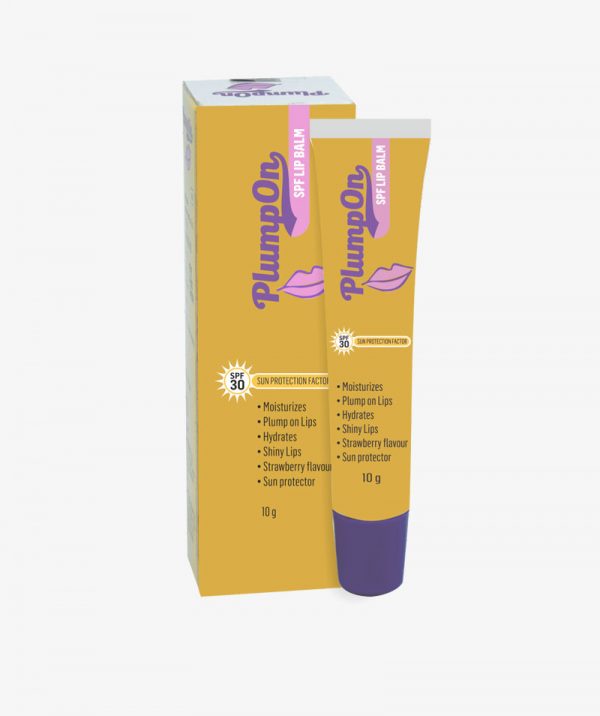 PlumpOn
PlumpOn
SPF LIP BALM
SPF
30
SUN PROTECTION FACTOR
• Moisturizes
• Plump on Lips
• Hydrates
• Shiny Lips
• Strawberry flavou
• Sun protector
10 g
PlumpOn
SPF LIP BALM
SPF
30
SUN PROTECTION FACTOR
• Moisturizes
• Plump on Lips
• Hydrates
• Shiny Lips
• Strawberry flavour
• Sun protector
10 g